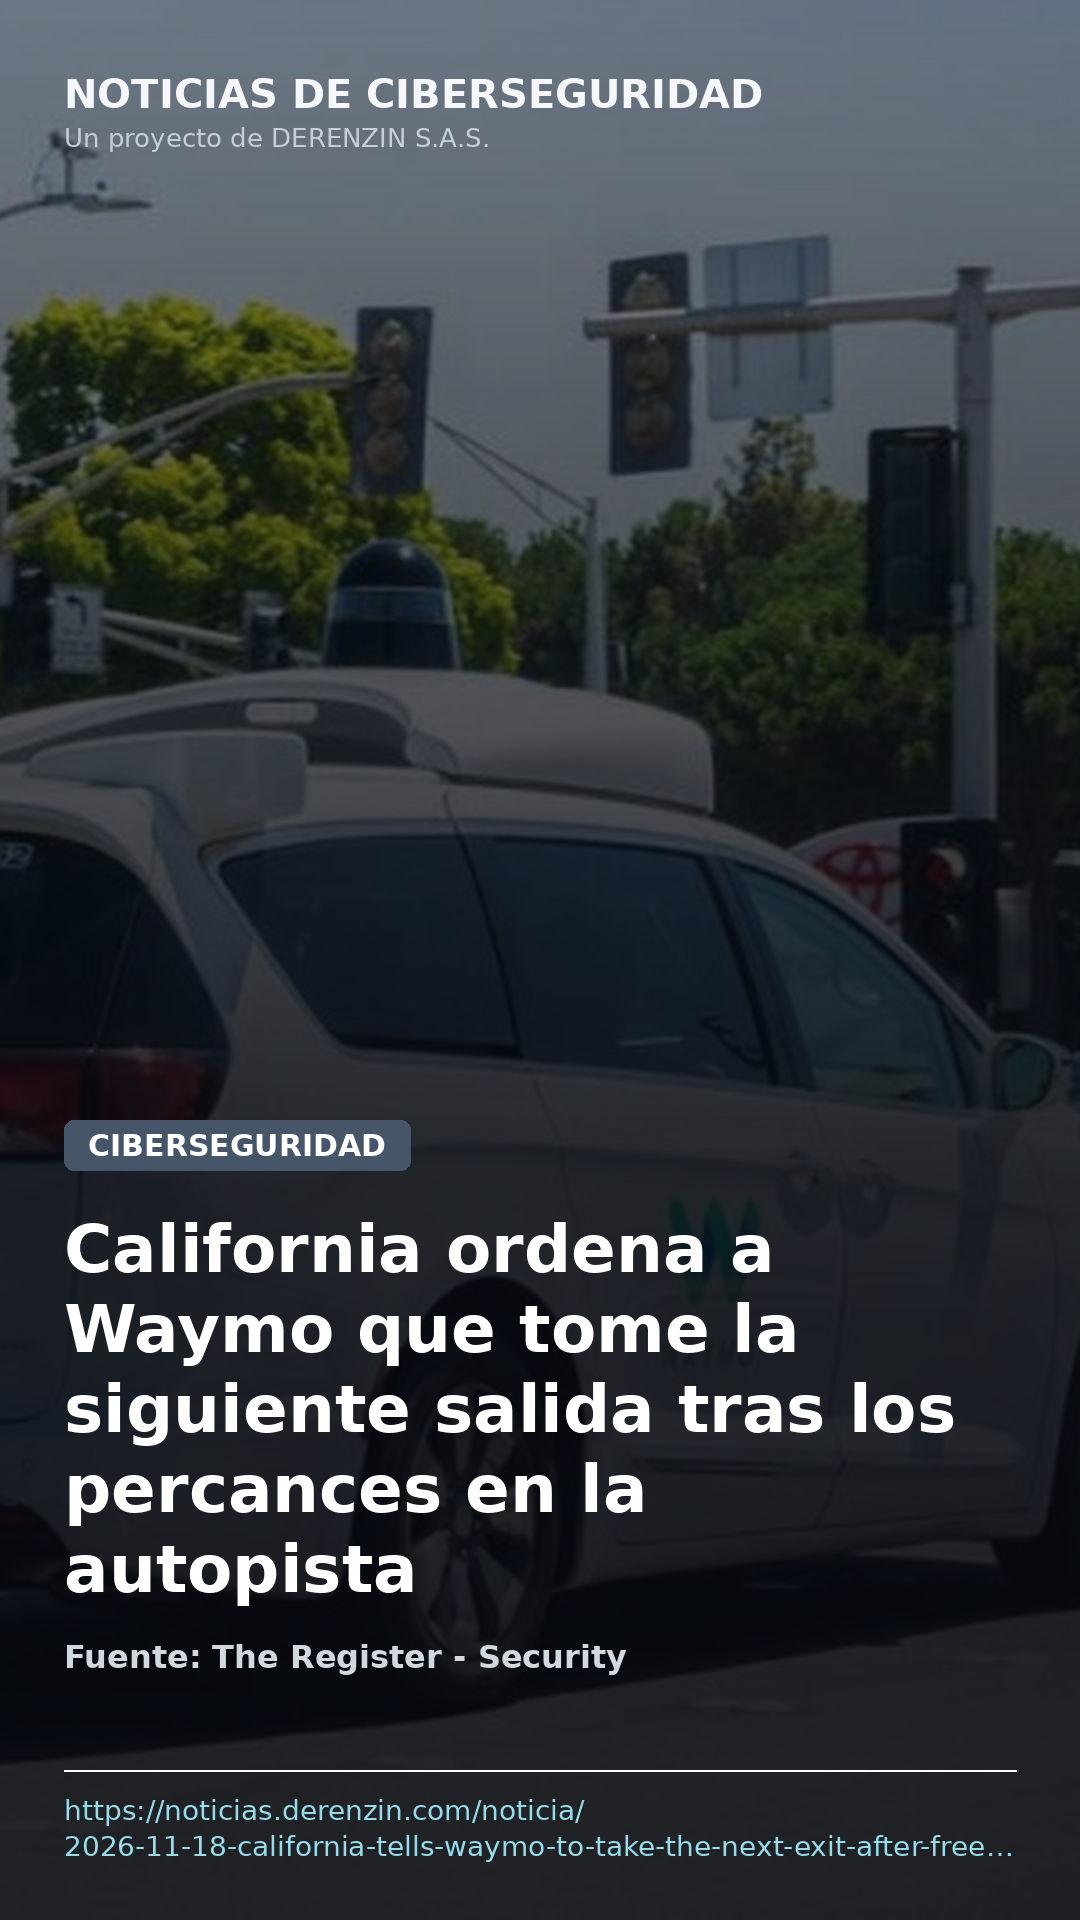 NOTICIAS DE CIBERSEGURIDAD
Un proyecto de DERENZIN S.A.S.
CIBERSEGURIDAD
California ordena a
Waymo que tome la
siguiente salida tras los
percances en la
autopista
Fuente: The Register - Security
https://noticias.derenzin.com/noticia/
2026-11-18-california-tells-waymo-to-take-the-next-exit-after-free…